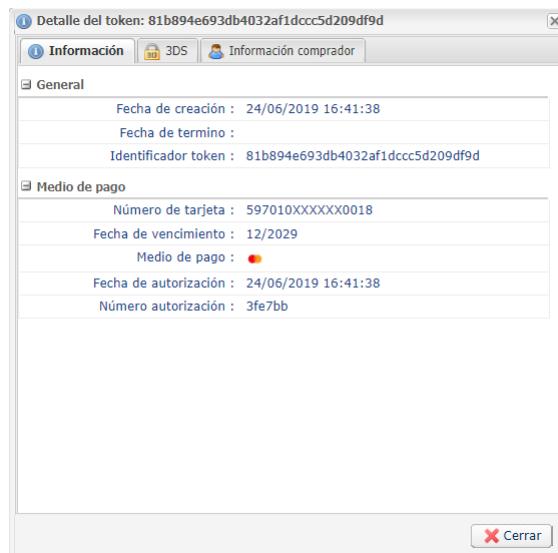 Detalle del token: 81b894e693db4032af1dccc5d209df9d
Información 3DS Información comprador
General
Fecha de creación : 24/06/2019 16:41:38
Fecha de termino :
Identificador token : 81b894e693db4032af1dccc5d209df9d
Medio de pago
Número de tarjeta : 597010XXXXXX0018
Fecha de vencimiento : 12/2029
Medio de pago :
Fecha de autorización : 24/06/2019 16:41:38
Número autorización : 3fe7bb
Cerrar